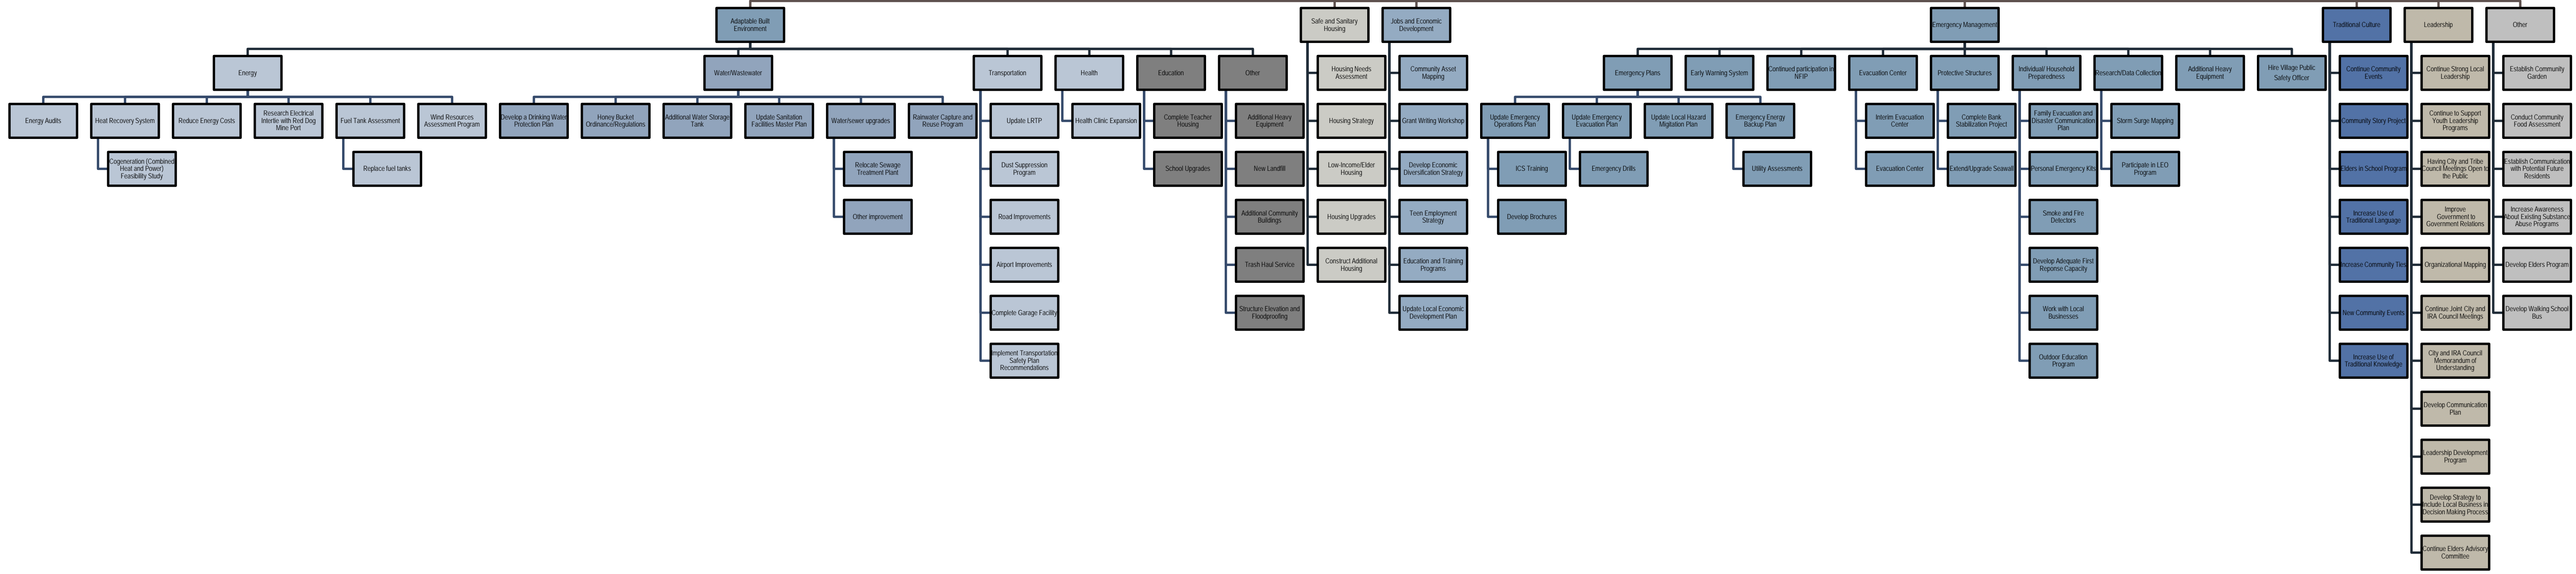 Adaptable Built
Environment
Safe and Sanitary
Housing
Jobs and Economic
Development
Emergency Management
Traditional Culture
Leadership
Other
Energy
Water/Wastewater
Transportation
Health
Education
Other
Housing Needs
Assessment
Community Asset
Mapping
Emergency Plans
Early Warning System
Continued participation in
NFIP
Evacuation Center
Protective Structures
Individual/ Household
Preparedness
Research/Data Collection
Additional Heavy
Equipment
Hire Village Public
Safety Officer
Continue Community
Events
Continue Strong Local
Leadership
Establish Community
Garden
Energy Audits
Heat Recovery System
Reduce Energy Costs
Research Electrical
Intertie with Red Dog
Mine Port
Fuel Tank Assessment
Wind Resources
Assessment Program
Develop a Drinking Water
Protection Plan
Honey Bucket
Ordinance/Regulations
Additional Water Storage
Tank
Update Sanitation
Facilities Master Plan
Water/sewer upgrades
Rainwater Capture and
Reuse Program
Update LRTP
Health Clinic Expansion
Complete Teacher
Housing
Additional Heavy
Equipment
Housing Strategy
Grant Writing Workshop
Update Emergency
Operations Plan
Update Emergency
Evacuation Plan
Update Local Hazard
Migitation Plan
Emergency Energy
Backup Plan
Interim Evacuation
Center
Complete Bank
Stabilization Project
Family Evacuation and
Disaster Communication
Plan
Storm Surge Mapping
Community Story Project
Continue to Support
Youth Leadership
Programs
Conduct Community
Food Assessment
Cogeneration (Combined
Heat and Power)
Feasibility Study
Replace fuel tanks
Relocate Sewage
Treatment Plant
Dust Suppression
Program
School Upgrades
New Landfill
Low-Income/Elder
Housing
Develop Economic
Diversification Strategy
ICS Training
Emergency Drills
Utility Assessments
Evacuation Center
Extend/Upgrade Seawall
Personal Emergency Kits
Participate in LEO
Program
Elders in School Program
Having City and Tribe
Council Meetings Open to
the Public
Establish Communication
with Potential Future
Residents
Other improvement
Road Improvements
Additional Community
Buildings
Housing Upgrades
Teen Employment
Strategy
Develop Brochures
Smoke and Fire
Detectors
Increase Use of
Traditional Language
Improve
Government to
Government Relations
Increase Awareness
About Existing Substance
Abuse Programs
Airport Improvements
Trash Haul Service
Construct Additional
Housing
Education and Training
Programs
Develop Adequate First
Reponse Capacity
Increase Community Ties
Organizational Mapping
Develop Elders Program
Complete Garage Facility
Structure Elevation and
Floodproofing
Update Local Economic
Development Plan
Work with Local
Businesses
New Community Events
Continue Joint City and
IRA Council Meetings
Develop Walking School
Bus
Implement Transportation
Safety Plan
Recommendations
Outdoor Education
Program
Increase Use of
Traditional Knowledge
City and IRA Council
Memorandum of
Understanding
Develop Communication
Plan
Leadership Development
Program
Develop Strategy to
Include Local Business in
Decision Making Process
Continue Elders Advisory
Committee